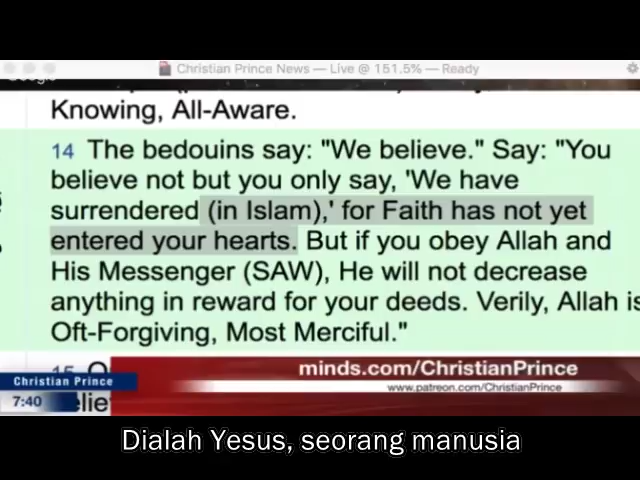 Christian Prince News — Live @ 151.5% — Ready
Knowing, All-Aware.
14 The bedouins say: "We believe." Say: "You
believe not but you only say, 'We have
surrendered (in Islam),' for Faith has not yet
entered your hearts. But if you obey Allah and
His Messenger (SAW), He will not decrease
anything in reward for your deeds. Verily, Allah is
Oft-Forgiving, Most Merciful."
minds.com/ChristianPrince
Christian Prince
www.patreon.com/ChristianPrince
7:40
Dialah Yesus, seorang manusia